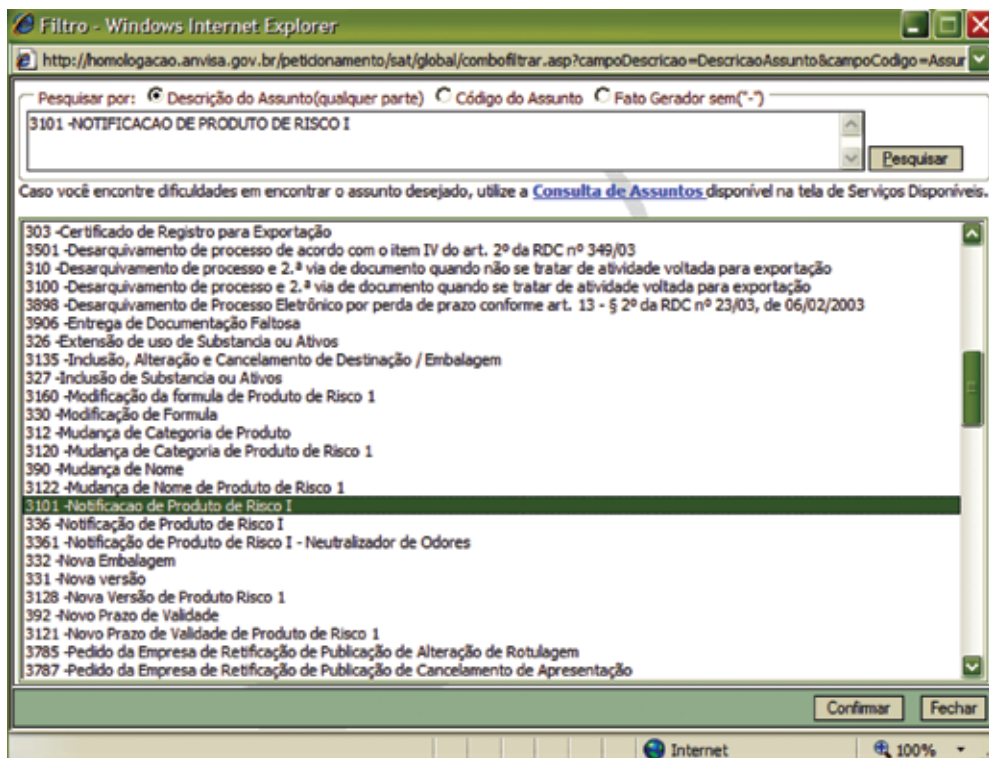 Filtro - Windows Internet Explorer
http://homologacao.anvisa.gov.br/peticionamento/sat/global/combofiltrar.asp?campoDescricao=DescricaoAssunto&campoCodigo=Assur
Pesquisar por: Descrição do Assunto(qualquer parte) Código do Assunto Fato Gerador sem("-")
3101 -NOTIFICACAO DE PRODUTO DE RISCO I
Pesquisar
Caso você encontre dificuldades em encontrar o assunto desejado, utilize a Consulta de Assuntos disponível na tela de Serviços Disponíveis.
303 -Certificado de Registro para Exportação
3501 -Desarquivamento de processo de acordo com o item IV do art. 2º da RDC nº 349/03
310 -Desarquivamento de processo e 2.ª via de documento quando não se tratar de atividade voltada para exportação
3100 -Desarquivamento de processo e 2.ª via de documento quando se tratar de atividade voltada para exportação
3898 -Desarquivamento de Processo Eletrônico por perda de prazo conforme art. 13 - § 2º da RDC nº 23/03, de 06/02/2003
3906 -Entrega de Documentação Faltosa
326 -Extensão de uso de Substancia ou Ativos
3135 -Inclusão, Alteração e Cancelamento de Destinação / Embalagem
327 -Inclusão de Substancia ou Ativos
3160 -Modificação da formula de Produto de Risco 1
330 -Modificação de Formula
312 -Mudança de Categoria de Produto
3120 -Mudança de Categoria de Produto de Risco 1
390 -Mudança de Nome
3122 -Mudança de Nome de Produto de Risco 1
3101 -Notificacao de Produto de Risco I
336 -Notificação de Produto de Risco I
3361 -Notificação de Produto de Risco I - Neutralizador de Odores
332 -Nova Embalagem
331 -Nova versão
3128 -Nova Versão de Produto Risco 1
392 -Novo Prazo de Validade
3121 -Novo Prazo de Validade de Produto de Risco 1
3785 -Pedido da Empresa de Retificação de Publicação de Alteração de Rotulagem
3787 -Pedido da Empresa de Retificação de Publicação de Cancelamento de Apresentação
Confirmar Fechar
Internet 100%